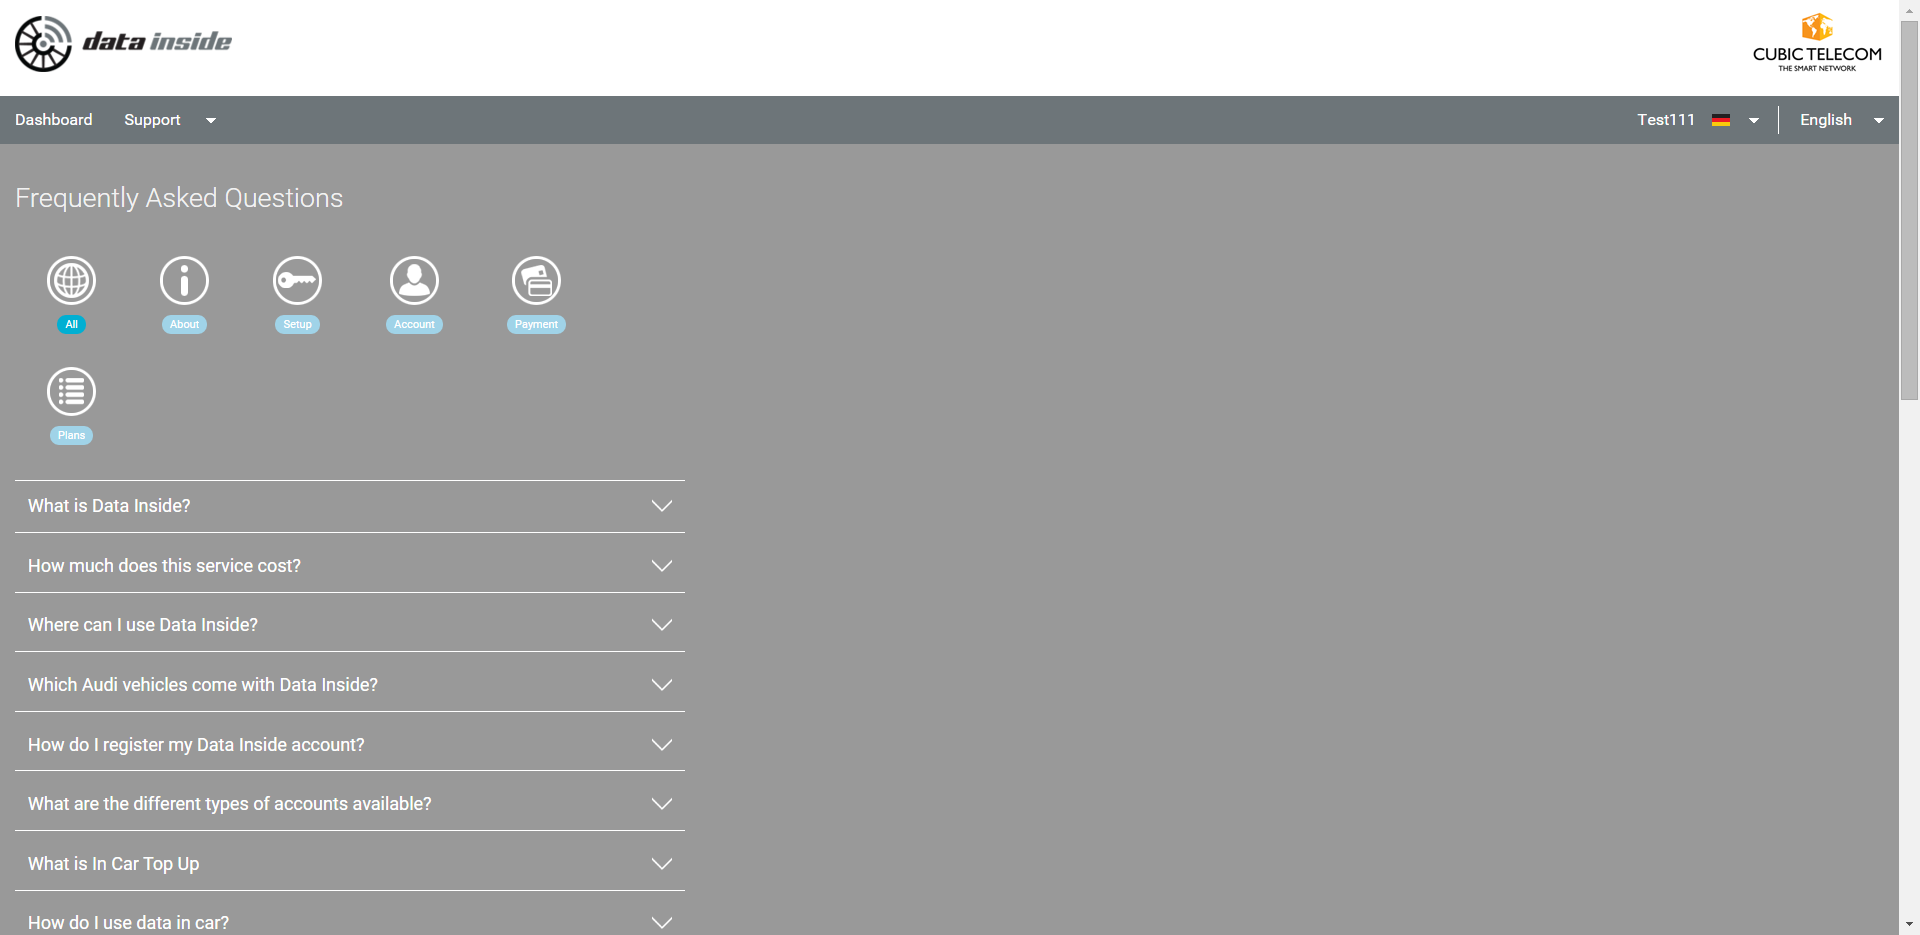 data inside
CUBIC TELECOM
THE SMART NETWORK
Dashboard Support Test111 English
Frequently Asked Questions
All About Setup Account Payment
Plans
What is Data Inside?
How much does this service cost?
Where can I use Data Inside?
Which Audi vehicles come with Data Inside?
How do I register my Data Inside account?
What are the different types of accounts available?
What is In Car Top Up
How do I use data in car?